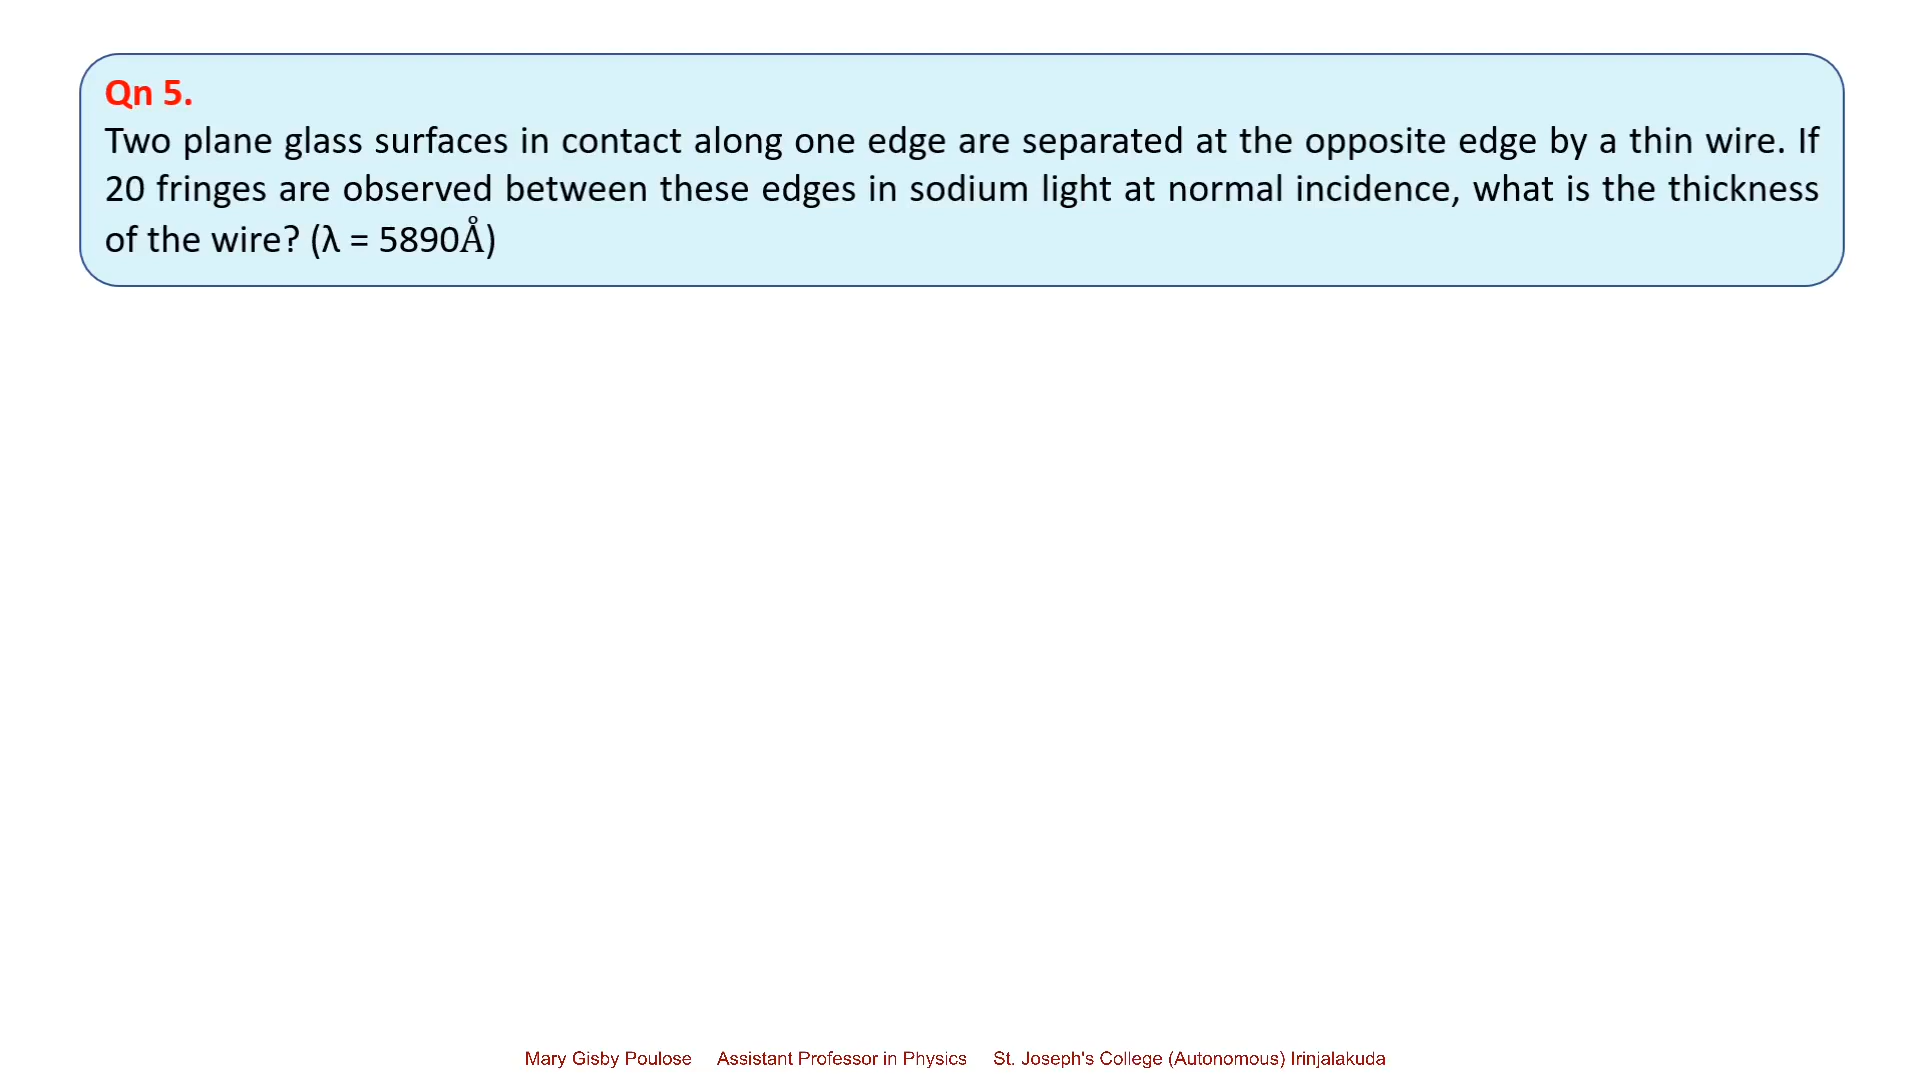 Qn 5.
Two plane glass surfaces in contact along one edge are separated at the opposite edge by a thin wire. If
20 fringes are observed between these edges in sodium light at normal incidence, what is the thickness
of the wire? (λ = 5890Å)
Mary Gisby Poulose Assistant Professor in Physics St. Joseph's College (Autonomous) Irinjalakuda